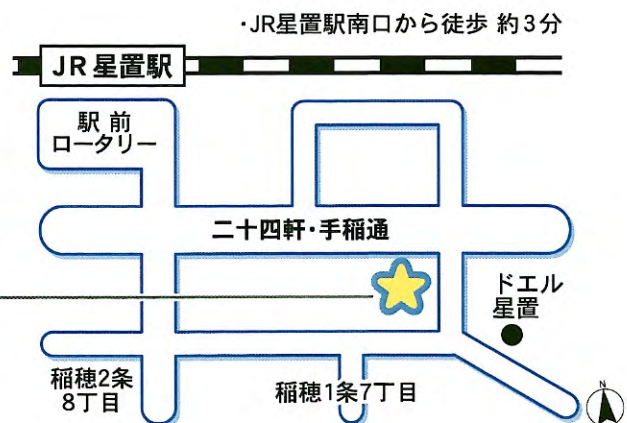 ・JR星置駅南口から徒歩 約3分
JR星置駅
駅前
ロータリー
二十四軒・手稲通
ドエル
星置
稲穂2条
8丁目
稲穂1条7丁目
N